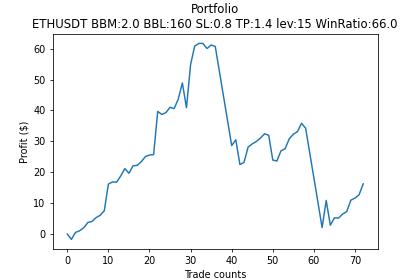 Portfolio
ETHUSDT BBM:2.0 BBL:160 SL:0.8 TP:1.4 lev:15 WinRatio:66.0
Profit ($)
60
50
40
30
20
10
0
0 10 20 30 40 50 60 70
Trade counts